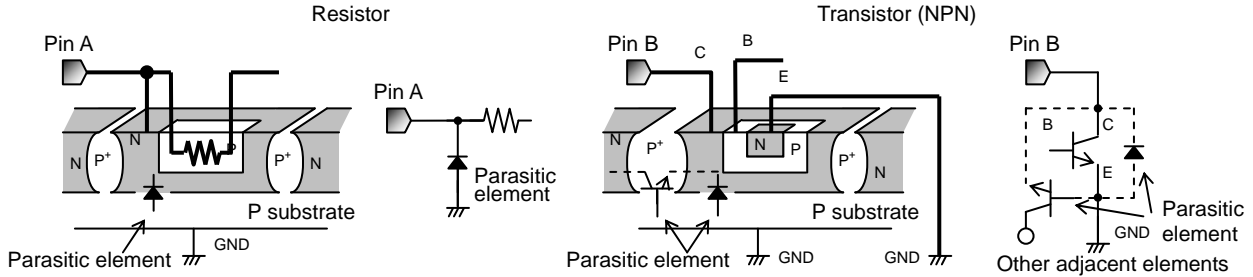 Resistor
Transistor (NPN)
Pin A
Pin A
Pin B
C
B
E
Pin B
N
P+
N
P
P+
N
Parasitic
element
P substrate
Parasitic element
GND
N
P+
N
P
P+
N
P substrate
Parasitic element
GND
GND
B
C
E
Parasitic
element
GND
Other adjacent elements